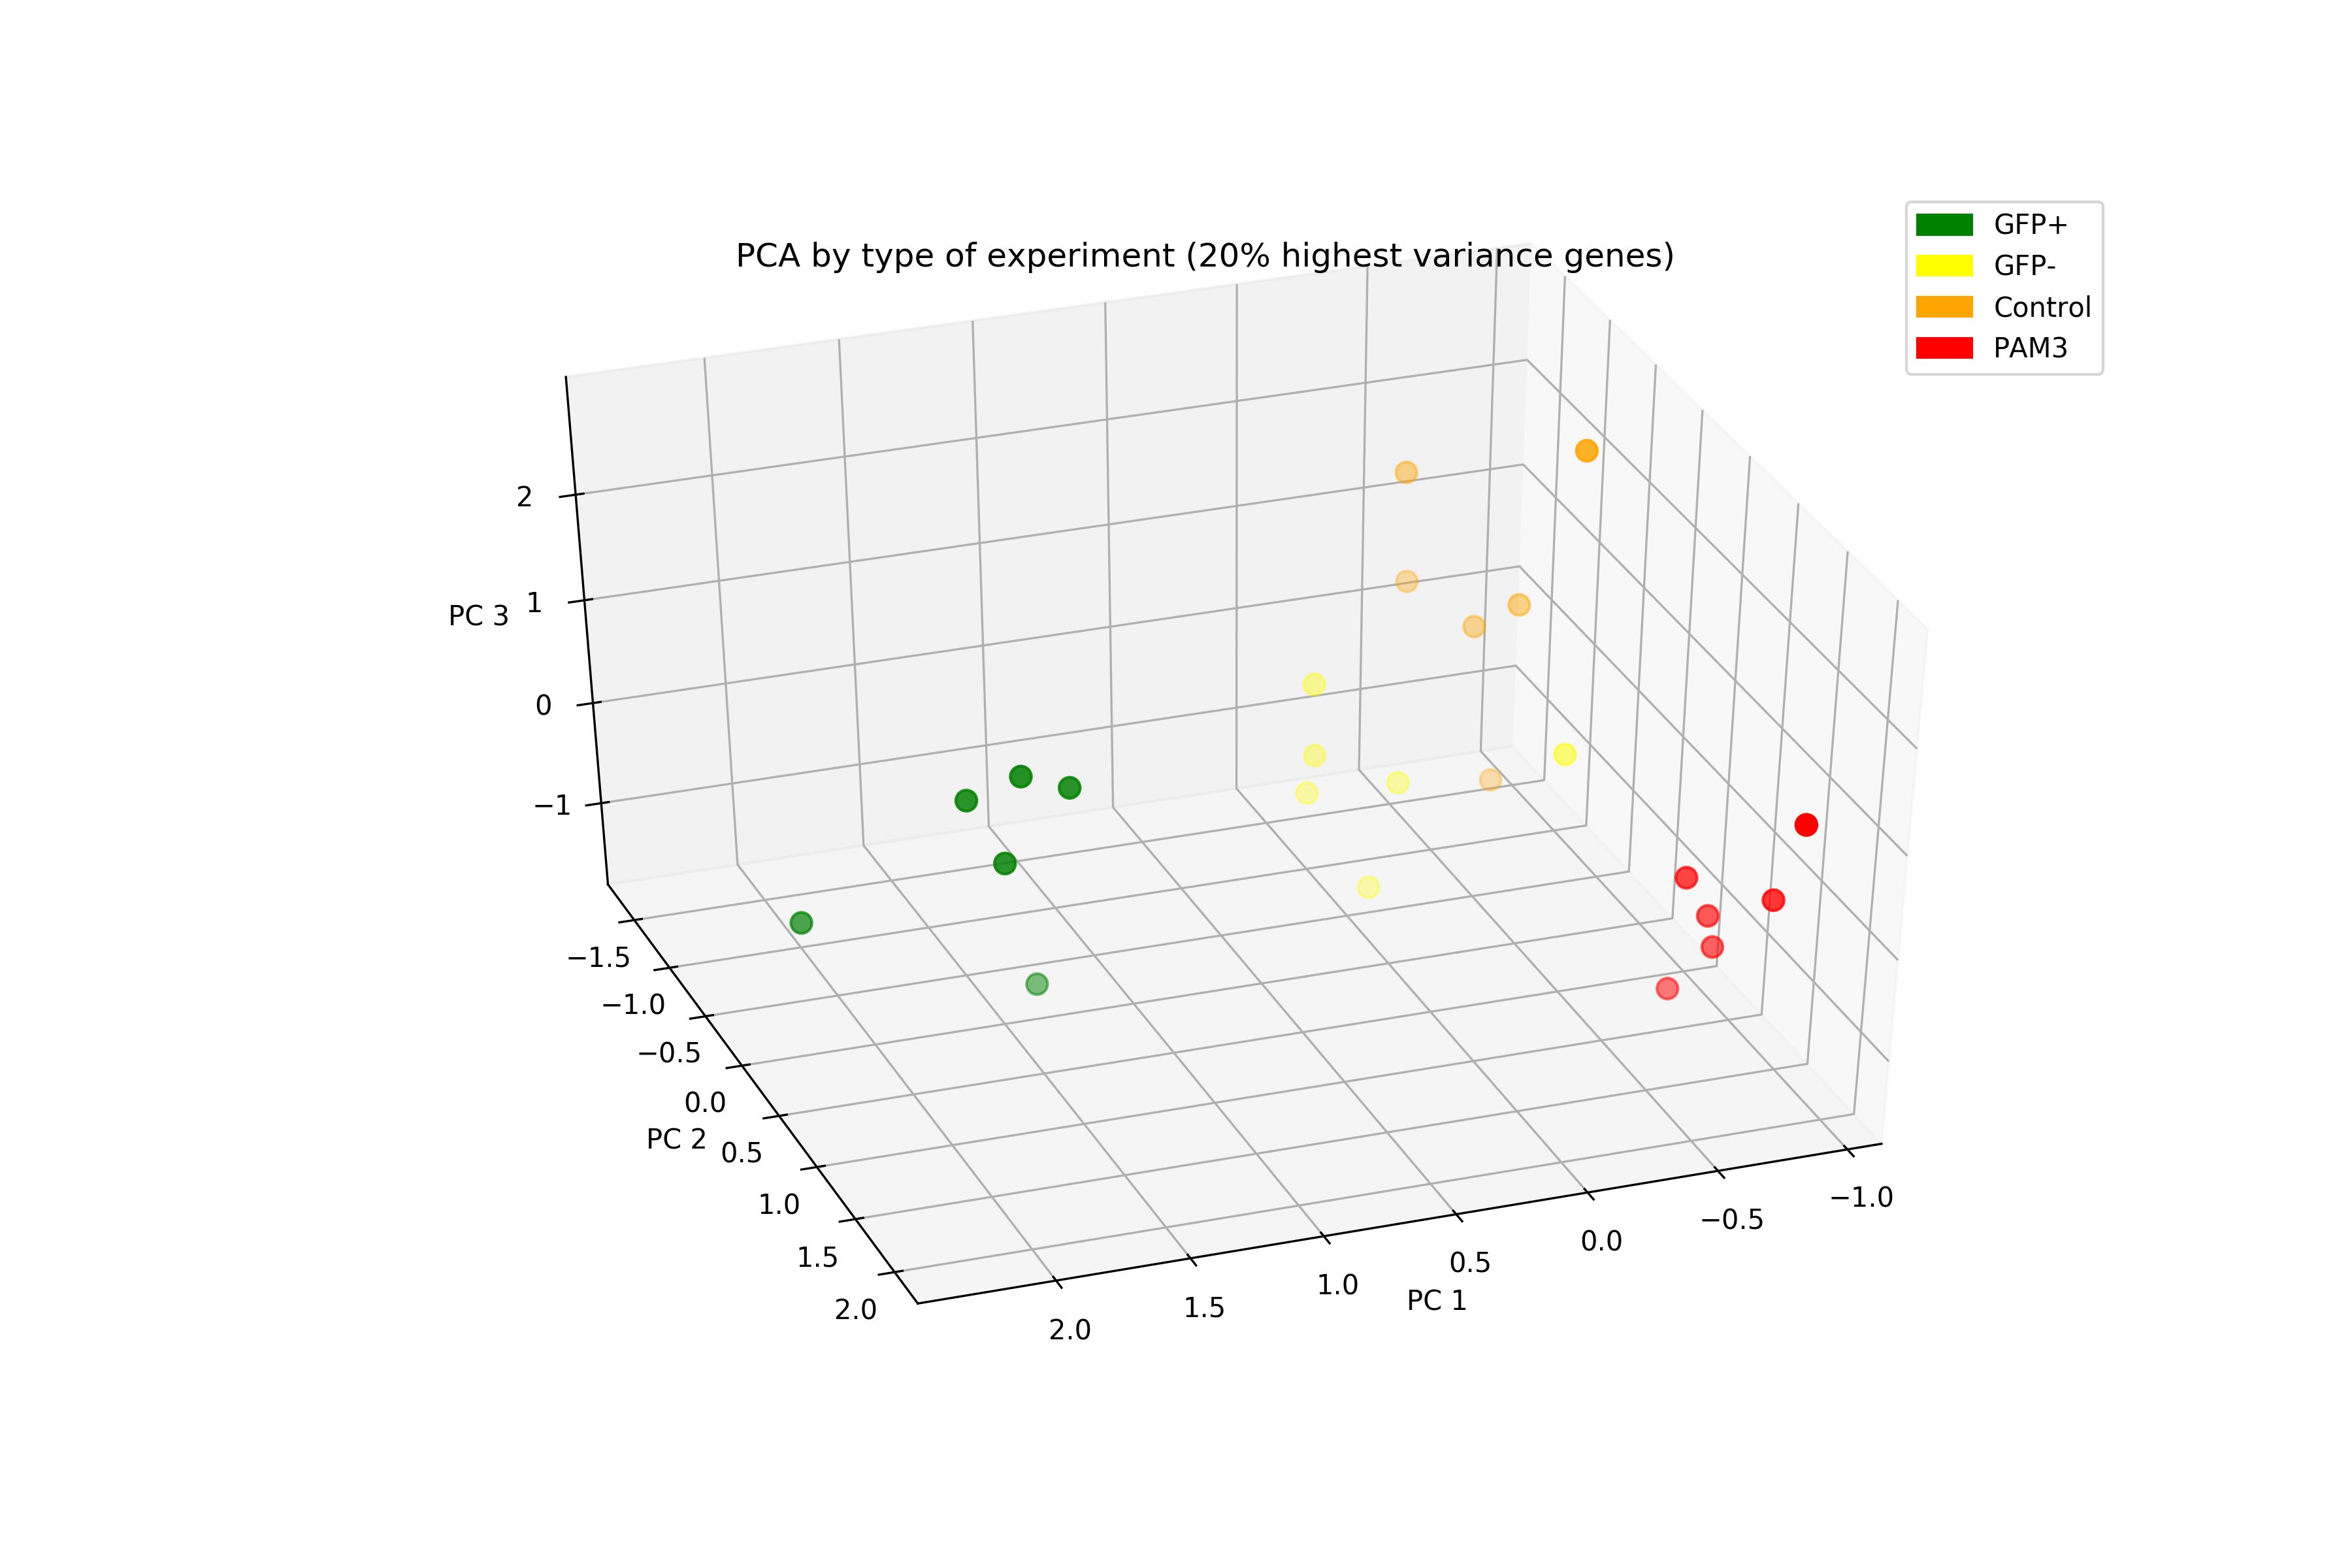 PCA by type of experiment (20% highest variance genes)
GFP+
GFP-
Control
PAM3
2
1
0
−1
PC 3
−1.5
−1.0
−0.5
0.0
0.5
1.0
1.5
2.0
PC 2
2.0
1.5
1.0
0.5
0.0
−0.5
−1.0
PC 1